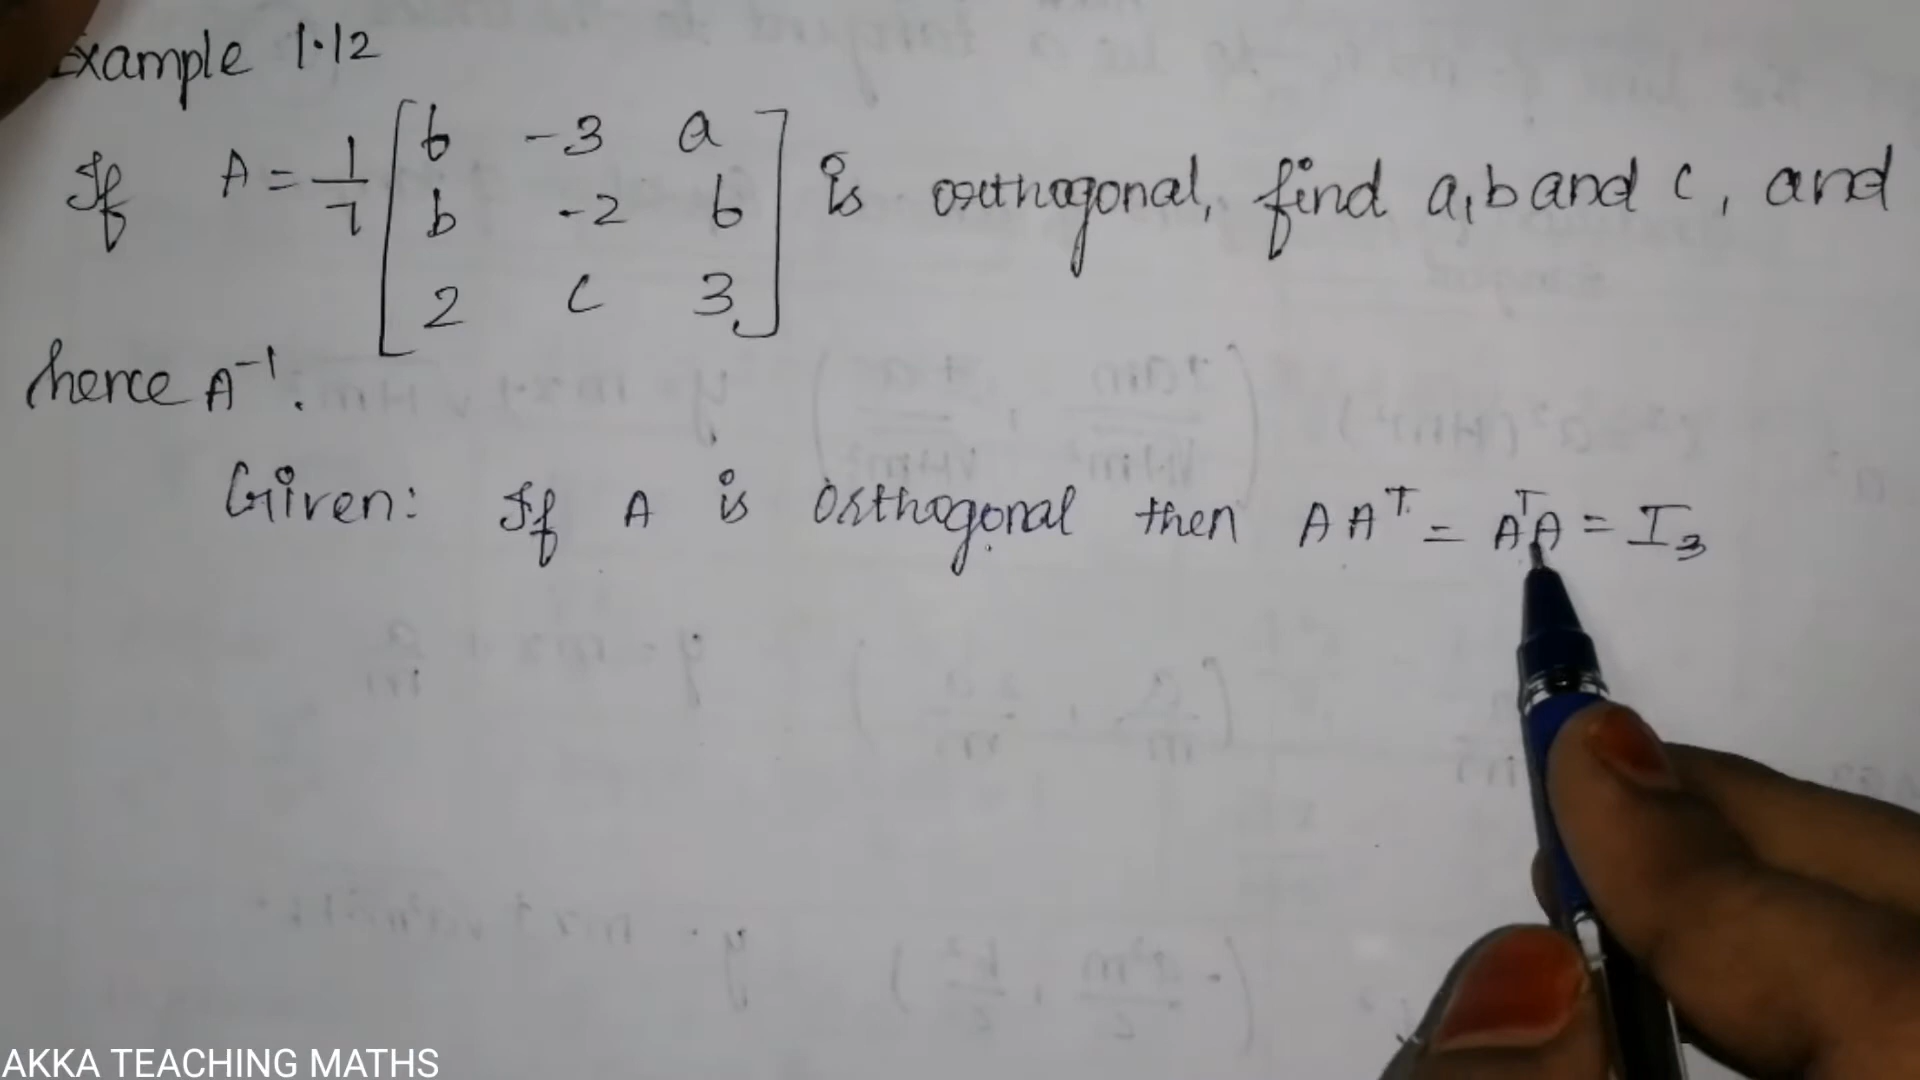 Example 1.12
If A = 1/7 [ 6 -3 a
b -2 6
2 c 3 ] is orthogonal, find a, b and c, and
hence A⁻¹.
Given: If A is orthogonal then A Aᵀ = AᵀA = I₃
AKKA TEACHING MATHS